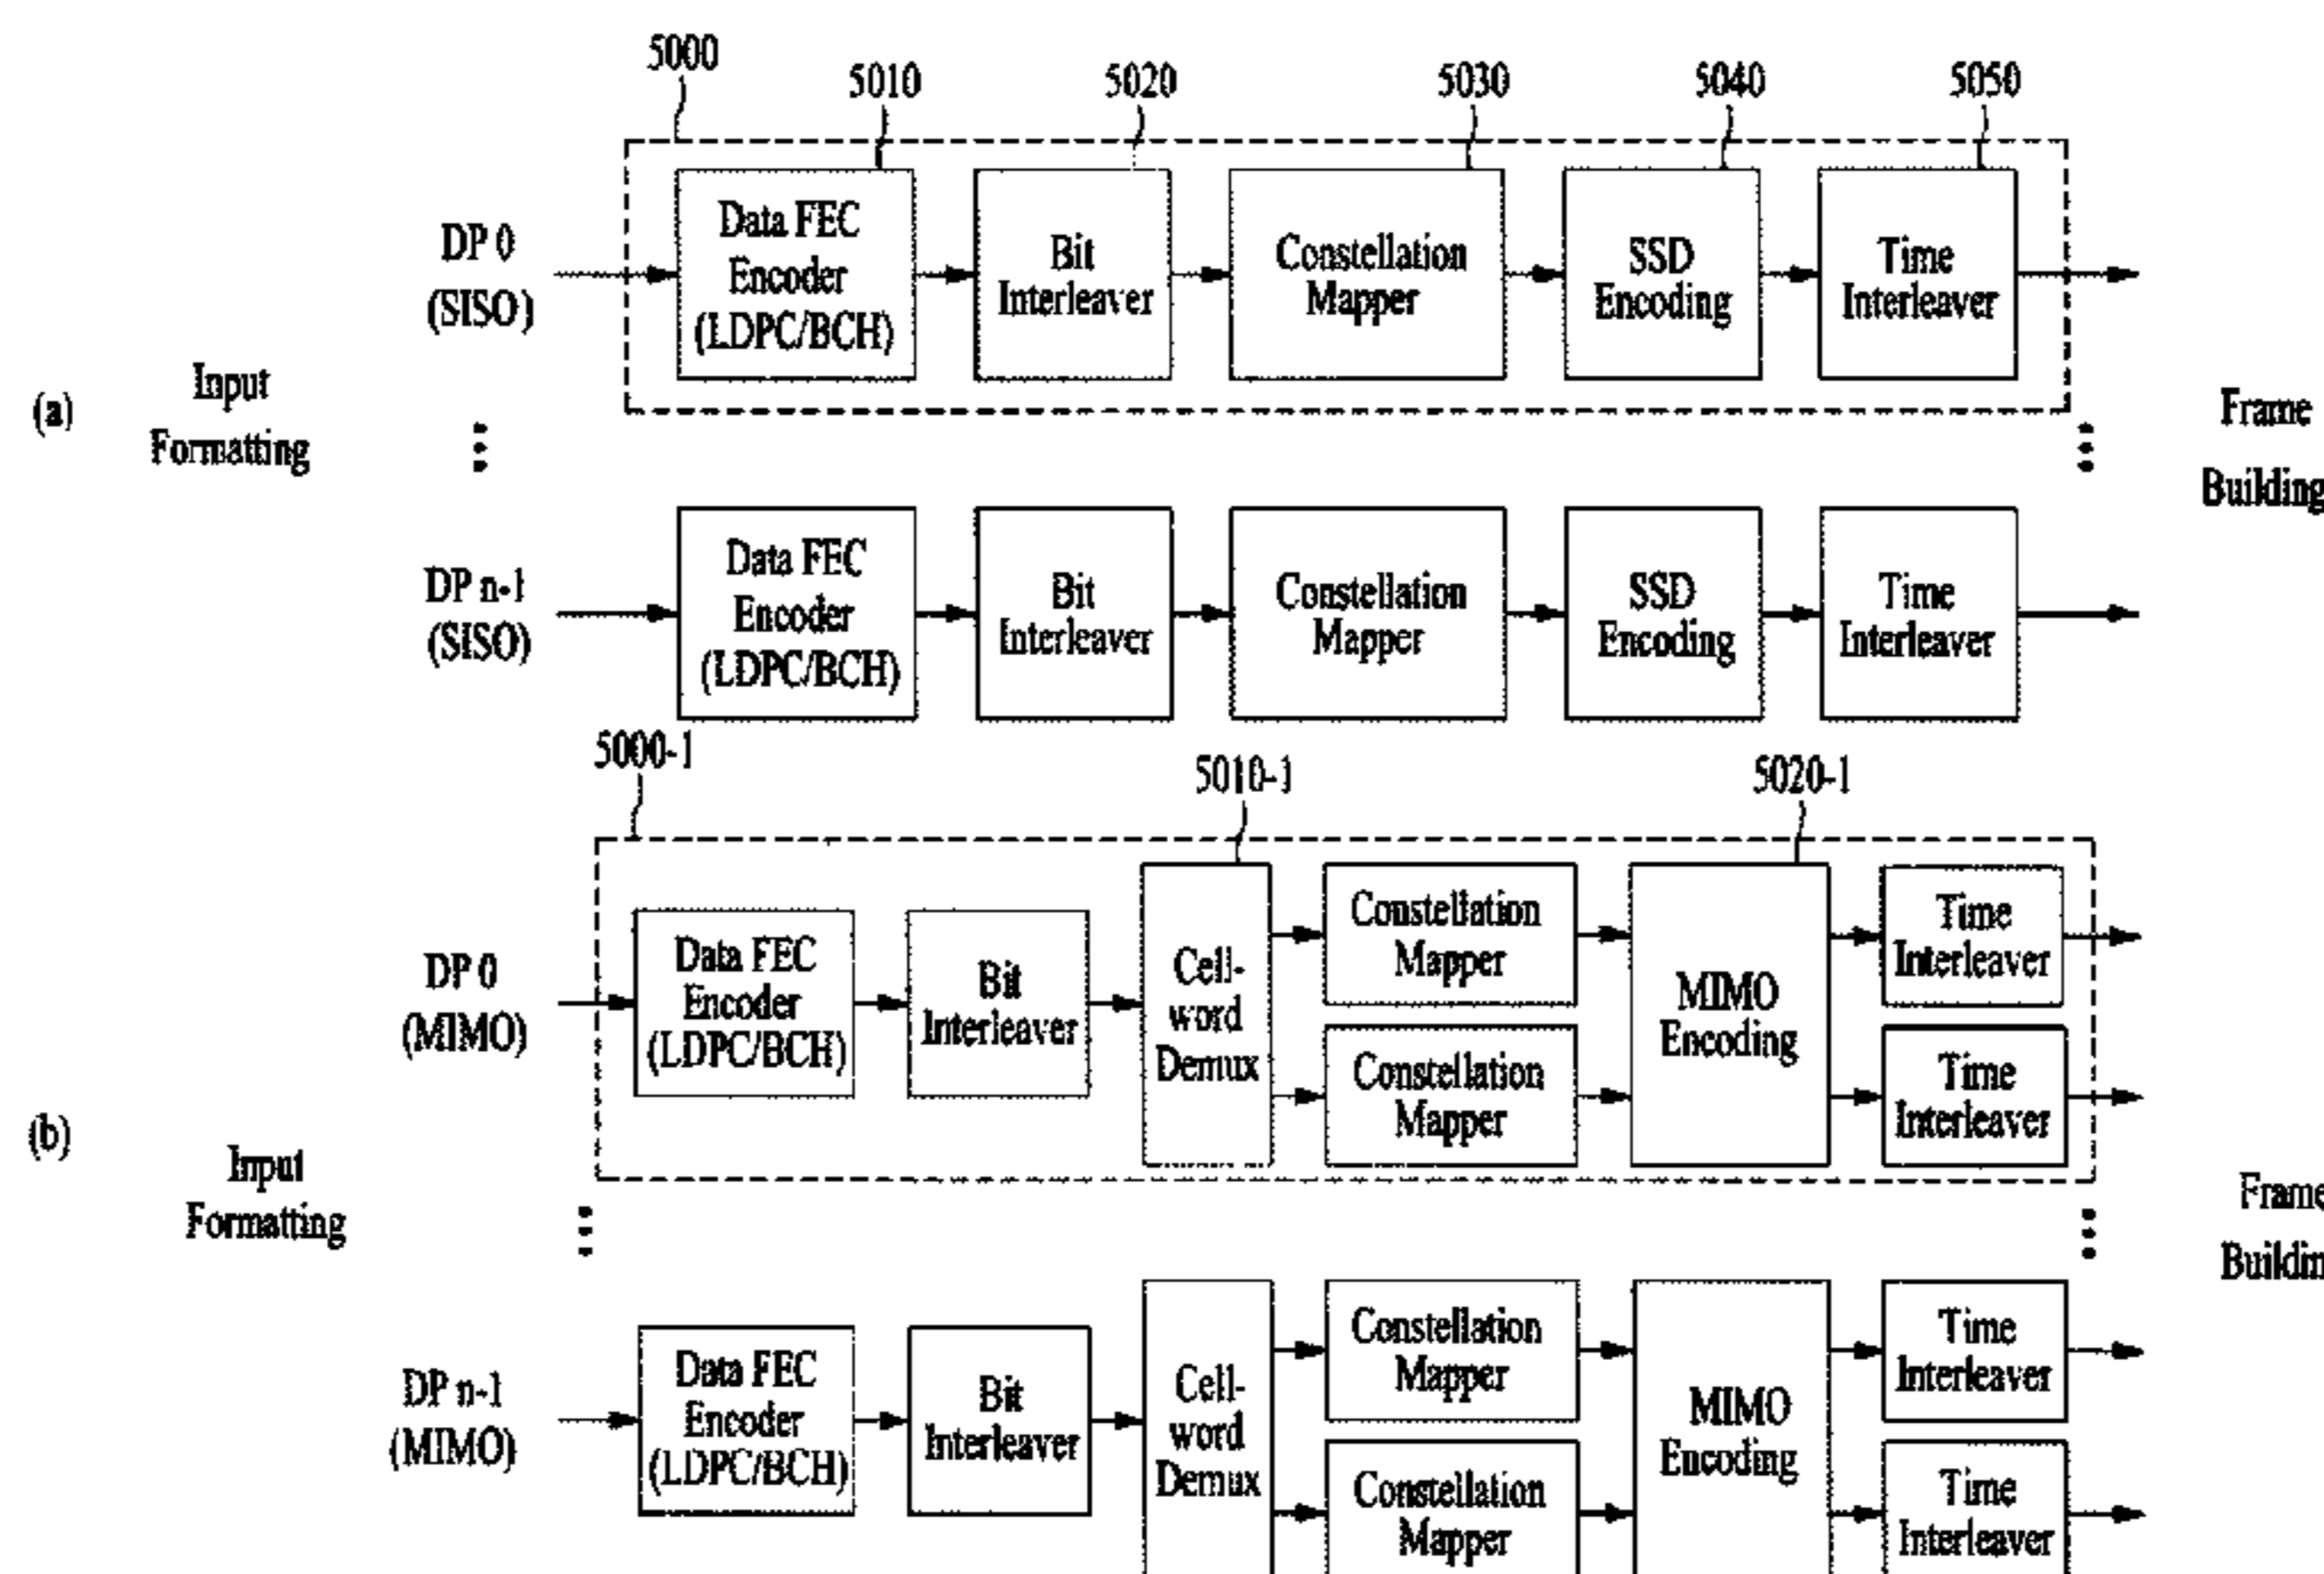 5000
5010
5020
5030
5040
5050
DP 0
(SISO)
Data FEC
Encoder
(LDPC/BCH)
Bit
Interleaver
Constellation
Mapper
SSD
Encoding
Time
Interleaver
(a)
Input
Formatting
Frame
Building
DP n-1
(SISO)
Data FEC
Encoder
(LDPC/BCH)
Bit
Interleaver
Constellation
Mapper
SSD
Encoding
Time
Interleaver
5000-1
5010-1
5020-1
DP 0
(MIMO)
Data FEC
Encoder
(LDPC/BCH)
Bit
Interleaver
Cell-
word
Demux
Constellation
Mapper
Constellation
Mapper
MIMO
Encoding
Time
Interleaver
Time
Interleaver
(b)
Input
Formatting
Frame
Buildin
DP n-1
(MIMO)
Data FEC
Encoder
(LDPC/BCH)
Bit
Interleaver
Cell-
word
Demux
Constellation
Mapper
Constellation
Mapper
MIMO
Encoding
Time
Interleaver
Time
Interleaver